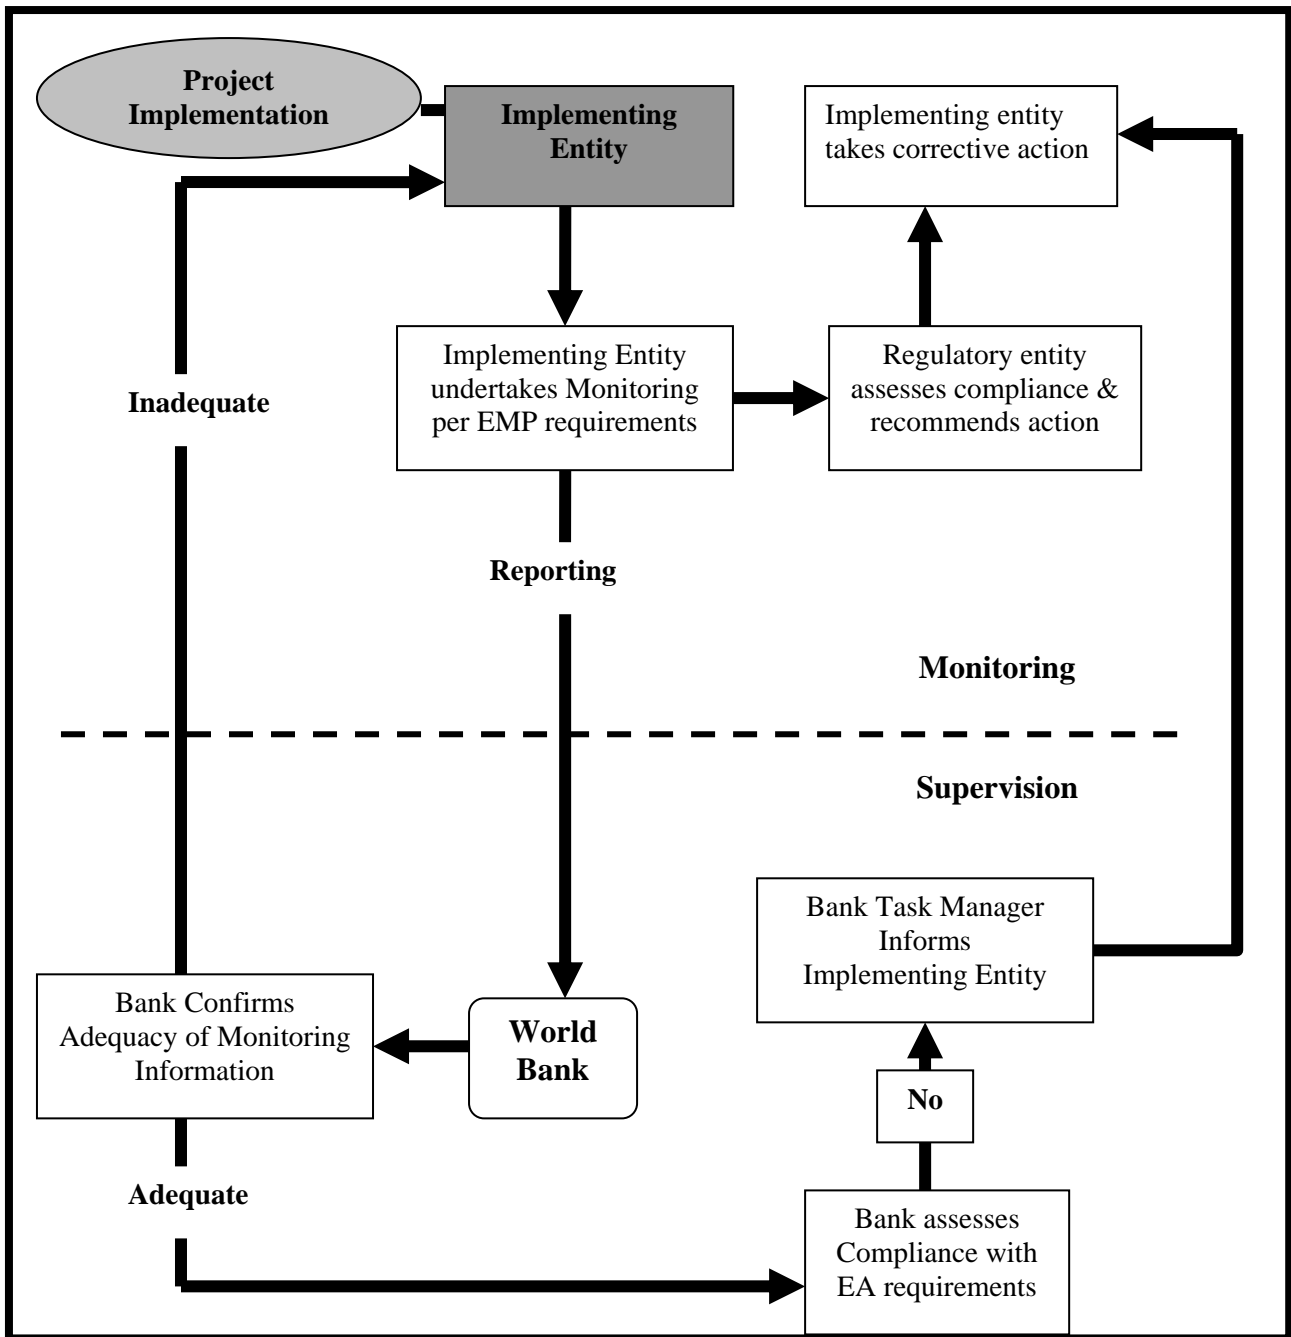 Project
Implementation
Implementing
Entity
Implementing entity
takes corrective action
Implementing Entity
undertakes Monitoring
per EMP requirements
Regulatory entity
assesses compliance &
recommends action
Inadequate
Reporting
Monitoring
Supervision
Bank Task Manager
Informs
Implementing Entity
Bank Confirms
Adequacy of Monitoring
Information
World
Bank
No
Adequate
Bank assesses
Compliance with
EA requirements